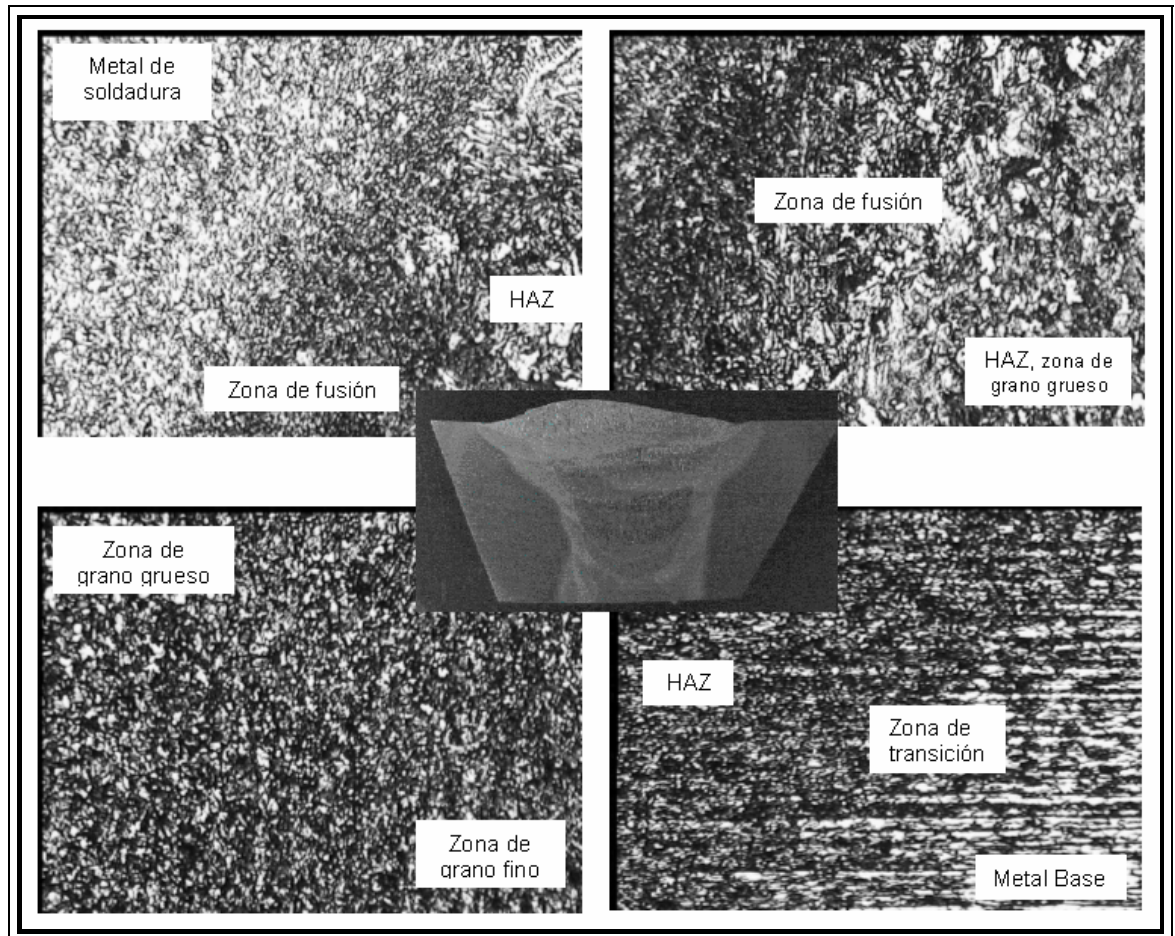 Metal de
soldadura
HAZ
Zona de fusión
Zona de fusión
HAZ, zona de
grano grueso
Zona de
grano grueso
Zona de
grano fino
HAZ
Zona de
transición
Metal Base